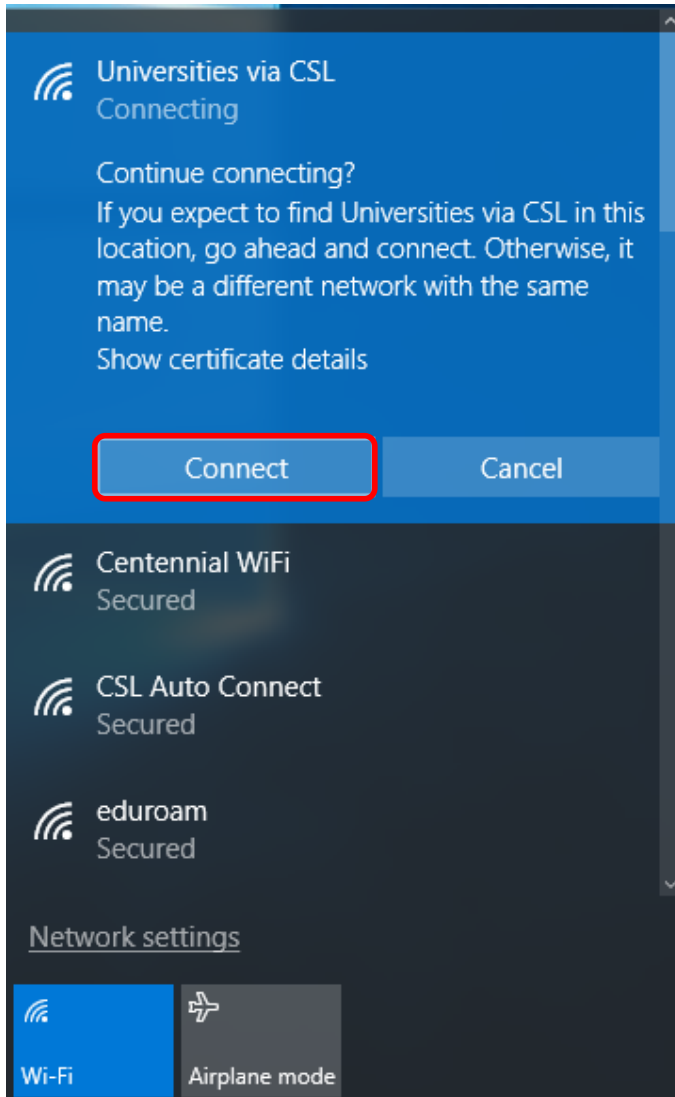 Universities via CSL
Connecting
Continue connecting?
If you expect to find Universities via CSL in this
location, go ahead and connect. Otherwise, it
may be a different network with the same
name.
Show certificate details
Connect
Cancel
Centennial WiFi
Secured
CSL Auto Connect
Secured
eduroam
Secured
Network settings
Wi-Fi
Airplane mode